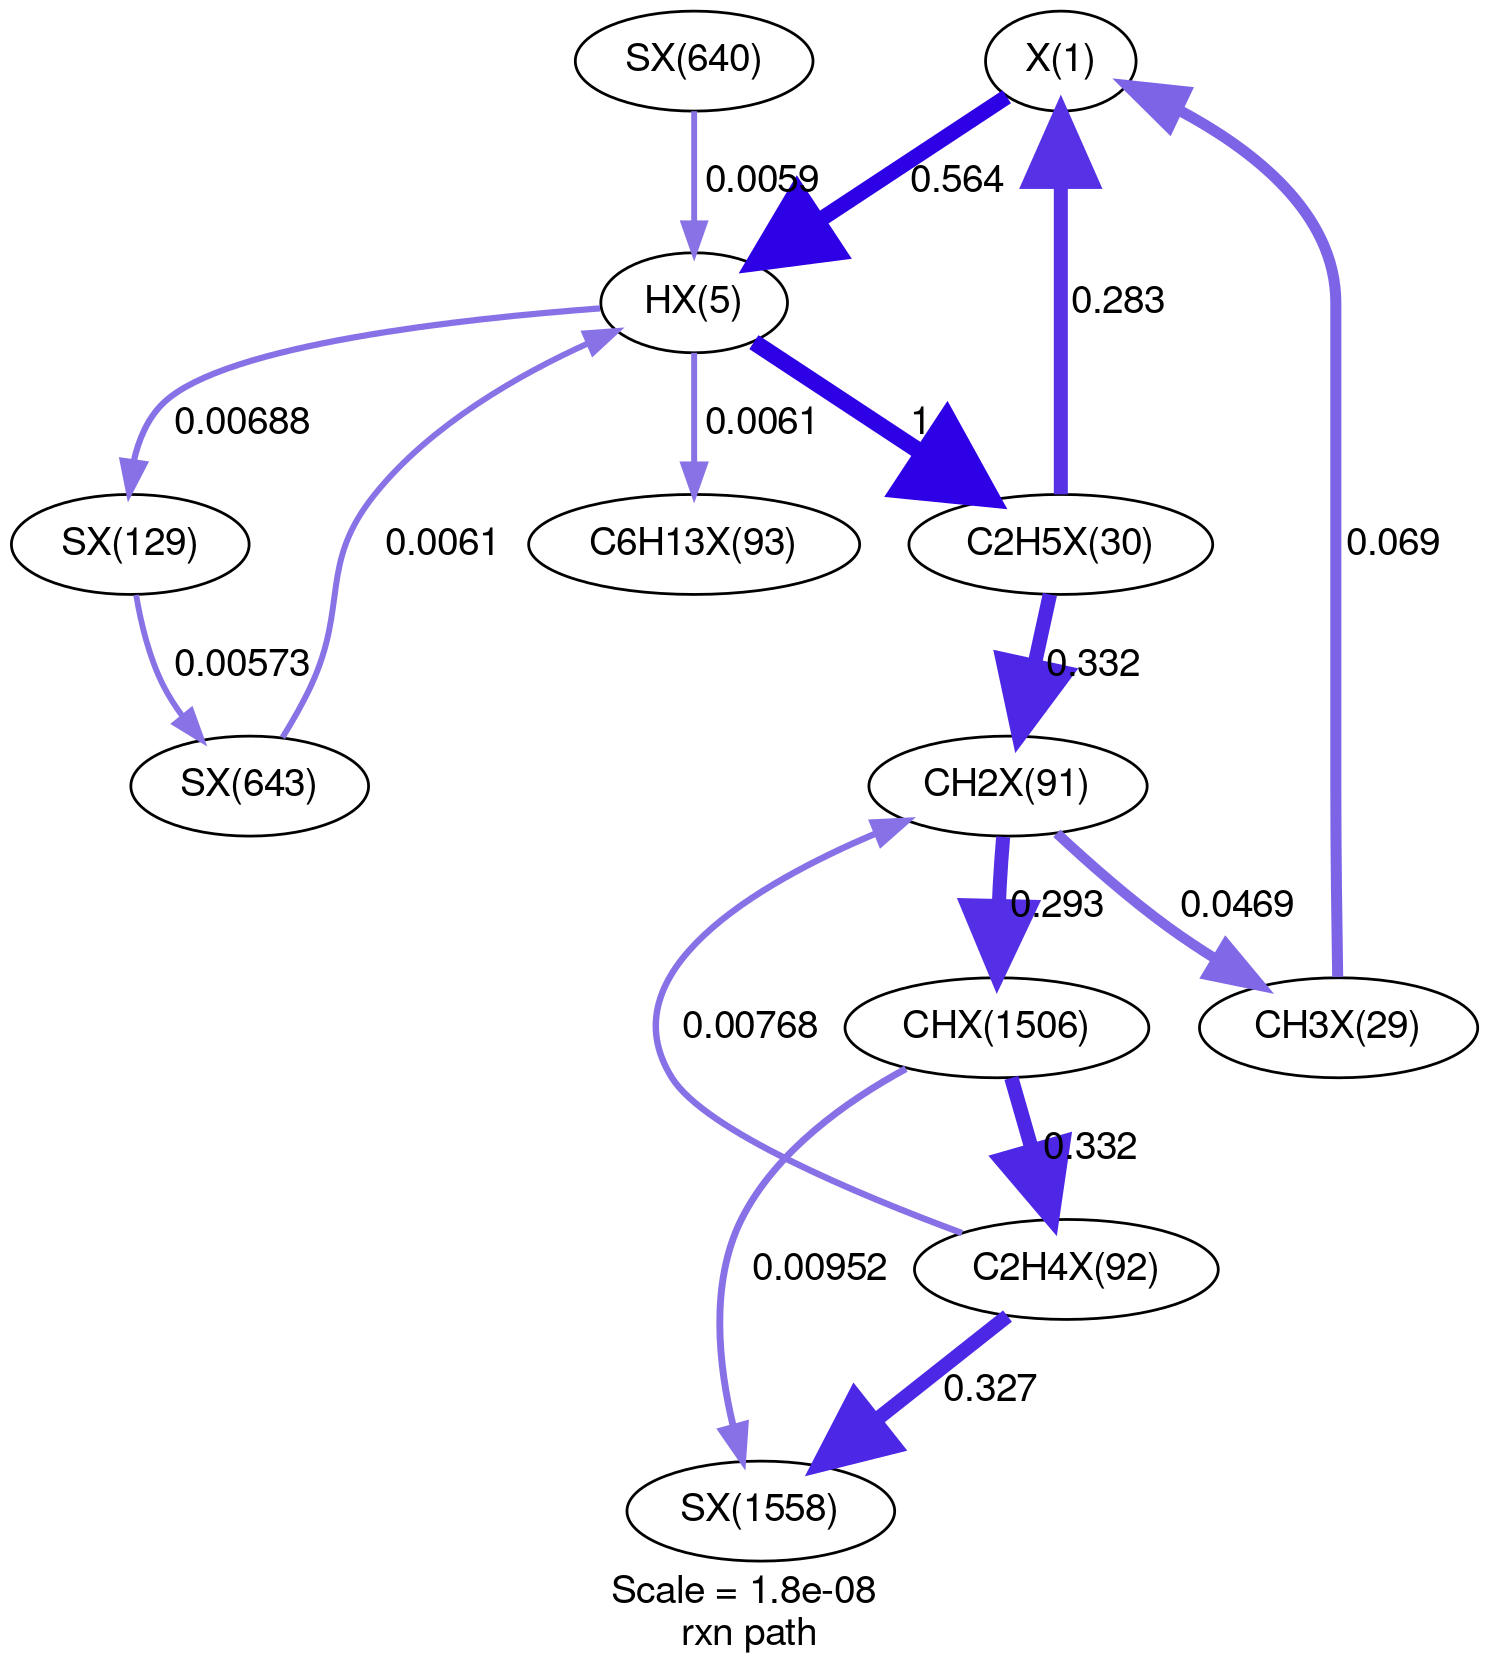 SX(640)
X(1)
0.0059
0.564
HX(5)
0.283
0.00688
0.0061
0.0061
1
SX(129)
C6H13X(93)
C2H5X(30)
0.069
0.00573
0.332
SX(643)
CH2X(91)
0.293
0.0469
0.00768
CHX(1506)
CH3X(29)
0.332
0.00952
C2H4X(92)
0.327
SX(1558)
Scale = 1.8e-08
rxn path